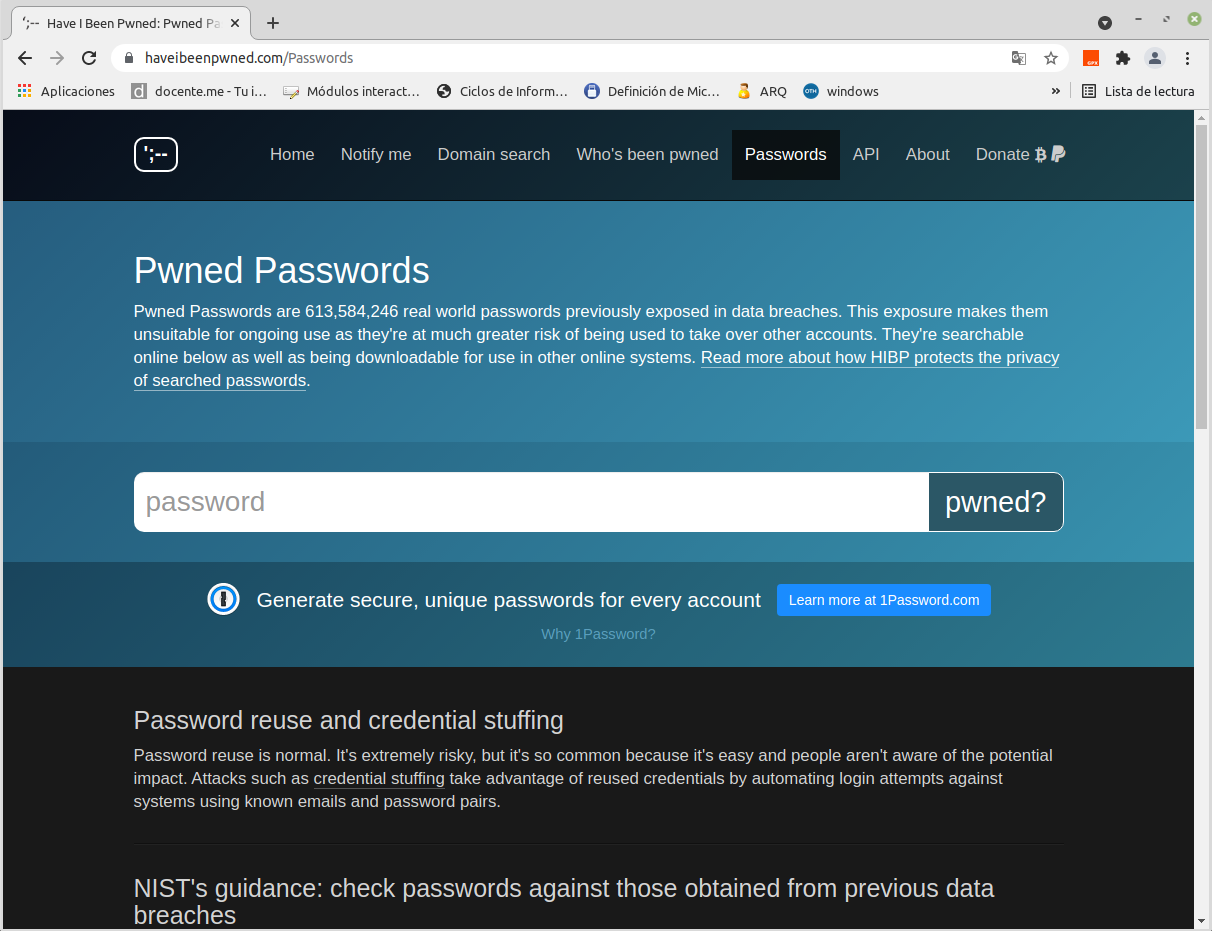 ';-- Have I Been Pwned: Pwned Pa
haveibeenpwned.com/Passwords
GPX
Aplicaciones
d docente.me - Tu i…
Módulos interact…
Ciclos de Inform…
Definición de Mic…
ARQ
OTH windows
»
Lista de lectura
';--
Home
Notify me
Domain search
Who's been pwned
Passwords
API
About
Donate
Pwned Passwords
Pwned Passwords are 613,584,246 real world passwords previously exposed in data breaches. This exposure makes them
unsuitable for ongoing use as they're at much greater risk of being used to take over other accounts. They're searchable
online below as well as being downloadable for use in other online systems. Read more about how HIBP protects the privacy
of searched passwords.
password
pwned?
Generate secure, unique passwords for every account
Learn more at 1Password.com
Why 1Password?
Password reuse and credential stuffing
Password reuse is normal. It's extremely risky, but it's so common because it's easy and people aren't aware of the potential
impact. Attacks such as credential stuffing take advantage of reused credentials by automating login attempts against
systems using known emails and password pairs.
NIST's guidance: check passwords against those obtained from previous data
breaches